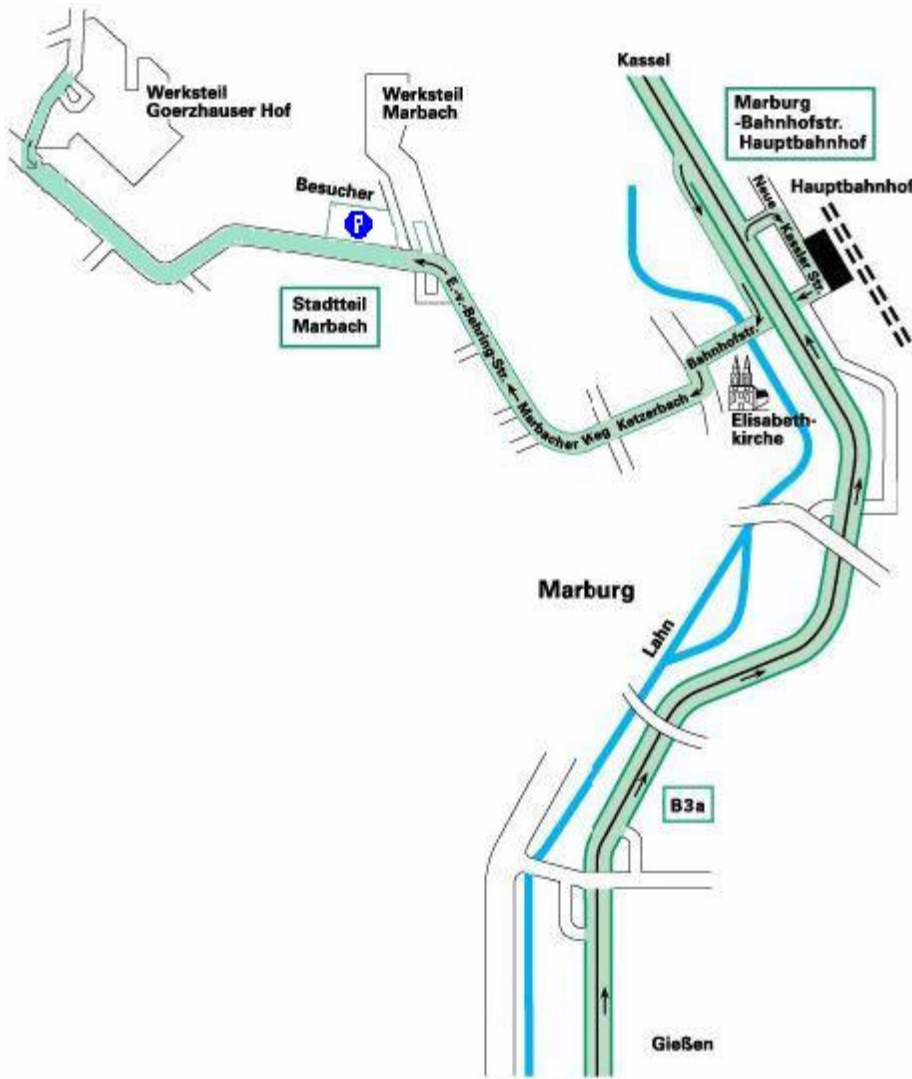 Kassel
Marburg
-Bahnhofstr.
Hauptbahnhof
Werksteil
Goerzhauser Hof
Werksteil
Marbach
Besucher
P
Neue
Kassler Str.
Hauptbahnhof
Stadtteil
Marbach
E.-v.-Behring-Str.
Bahnhofstr.
Marbacher Weg
Ketzerbach
Elisabeth-
kirche
Marburg
Lahn
B3a
Gießen